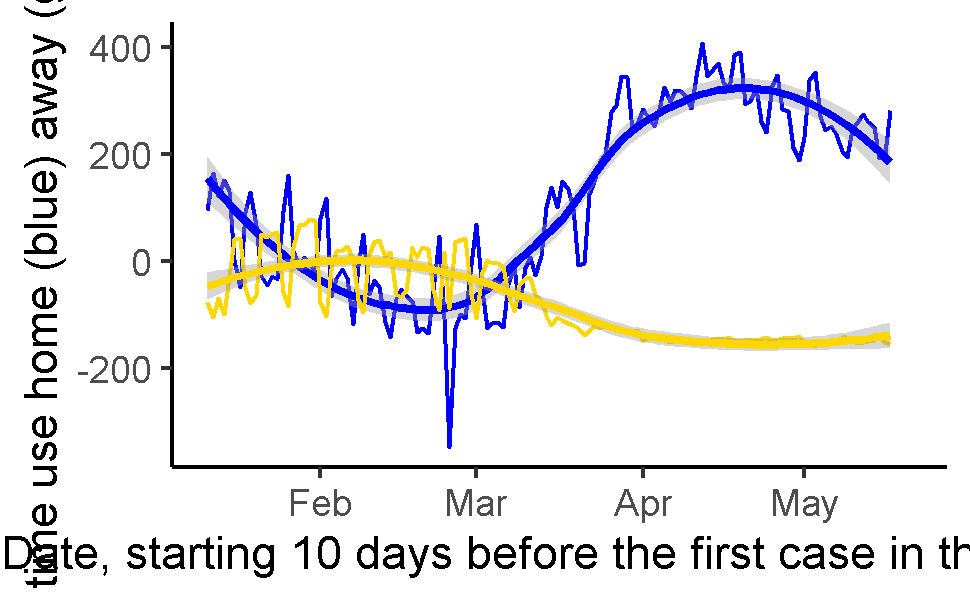 time use home (blue) away (
400
200
0
-200
Feb Mar Apr May
Date, starting 10 days before the first case in th